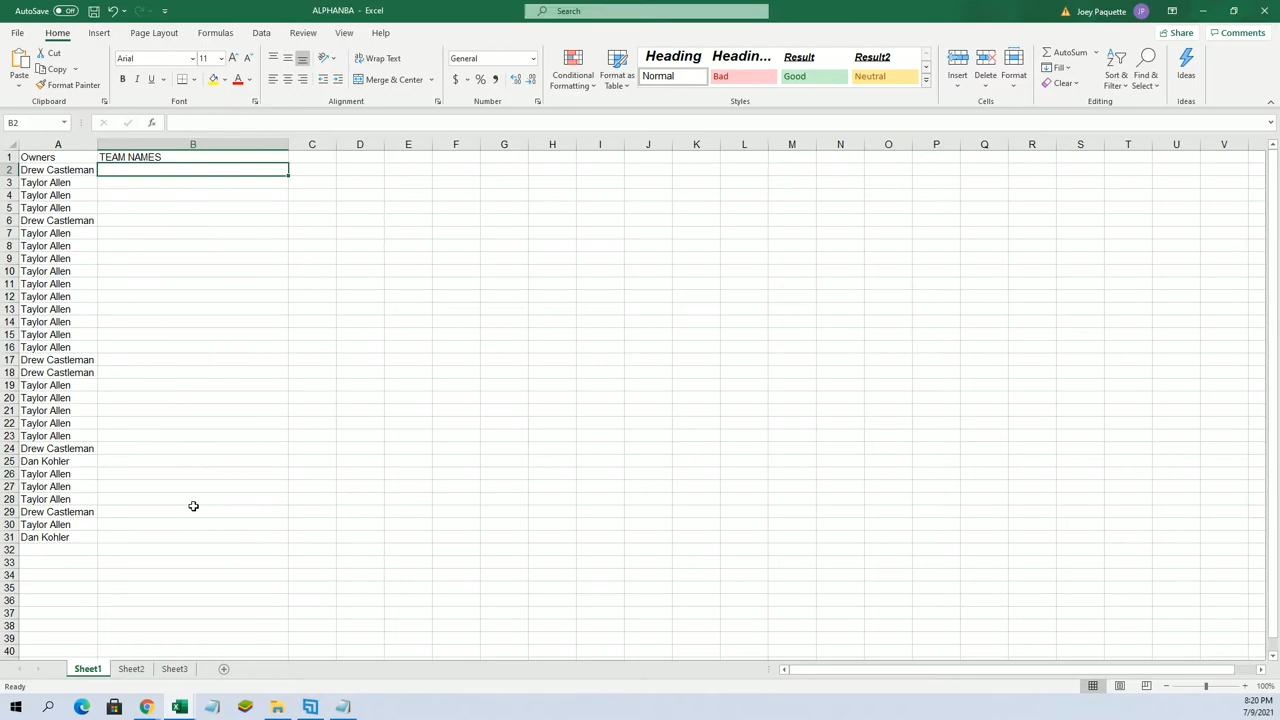 AutoSave Off ALPHANBA - Excel Search Joey Paquette JP
File Home Insert Page Layout Formulas Data Review View Help Share Comments
Paste Cut Copy Format Painter Clipboard
Arial 11 A A B I U A Font
Wrap Text Merge & Center Alignment
General $ % Number
Conditional Formatting Format as Table
Heading Headin... Result Result2
Normal Bad Good Neutral
Styles
Insert Delete Format Cells
AutoSum Fill Clear Sort & Filter Find & Select Editing
Ideas Ideas
B2 fx
A B C D E F G H I J K L M N O P Q R S T U V
1 Owners TEAM NAMES
2 Drew Castleman
3 Taylor Allen
4 Taylor Allen
5 Taylor Allen
6 Drew Castleman
7 Taylor Allen
8 Taylor Allen
9 Taylor Allen
10 Taylor Allen
11 Taylor Allen
12 Taylor Allen
13 Taylor Allen
14 Taylor Allen
15 Taylor Allen
16 Taylor Allen
17 Drew Castleman
18 Drew Castleman
19 Taylor Allen
20 Taylor Allen
21 Taylor Allen
22 Taylor Allen
23 Taylor Allen
24 Drew Castleman
25 Dan Kohler
26 Taylor Allen
27 Taylor Allen
28 Taylor Allen
29 Drew Castleman
30 Taylor Allen
31 Dan Kohler
32
33
34
35
36
37
38
39
40
Sheet1 Sheet2 Sheet3
Ready 100%
8:20 PM
7/9/2021